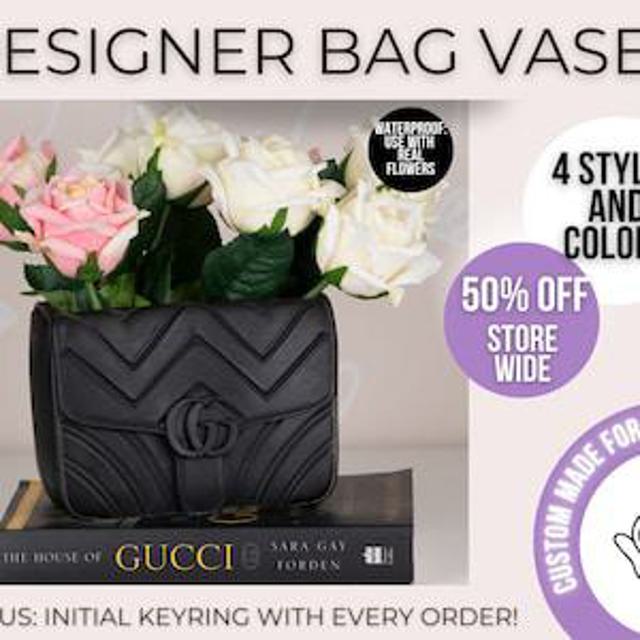 ESIGNER BAG VASE
WATERPROOF:
USE WITH
REAL
FLOWERS
4 STYL
AND
COLOR
50% OFF
STORE
WIDE
CUSTOM MADE FOR
THE HOUSE OF GUCCI SARA GAY
FORDEN
US: INITIAL KEYRING WITH EVERY ORDER!